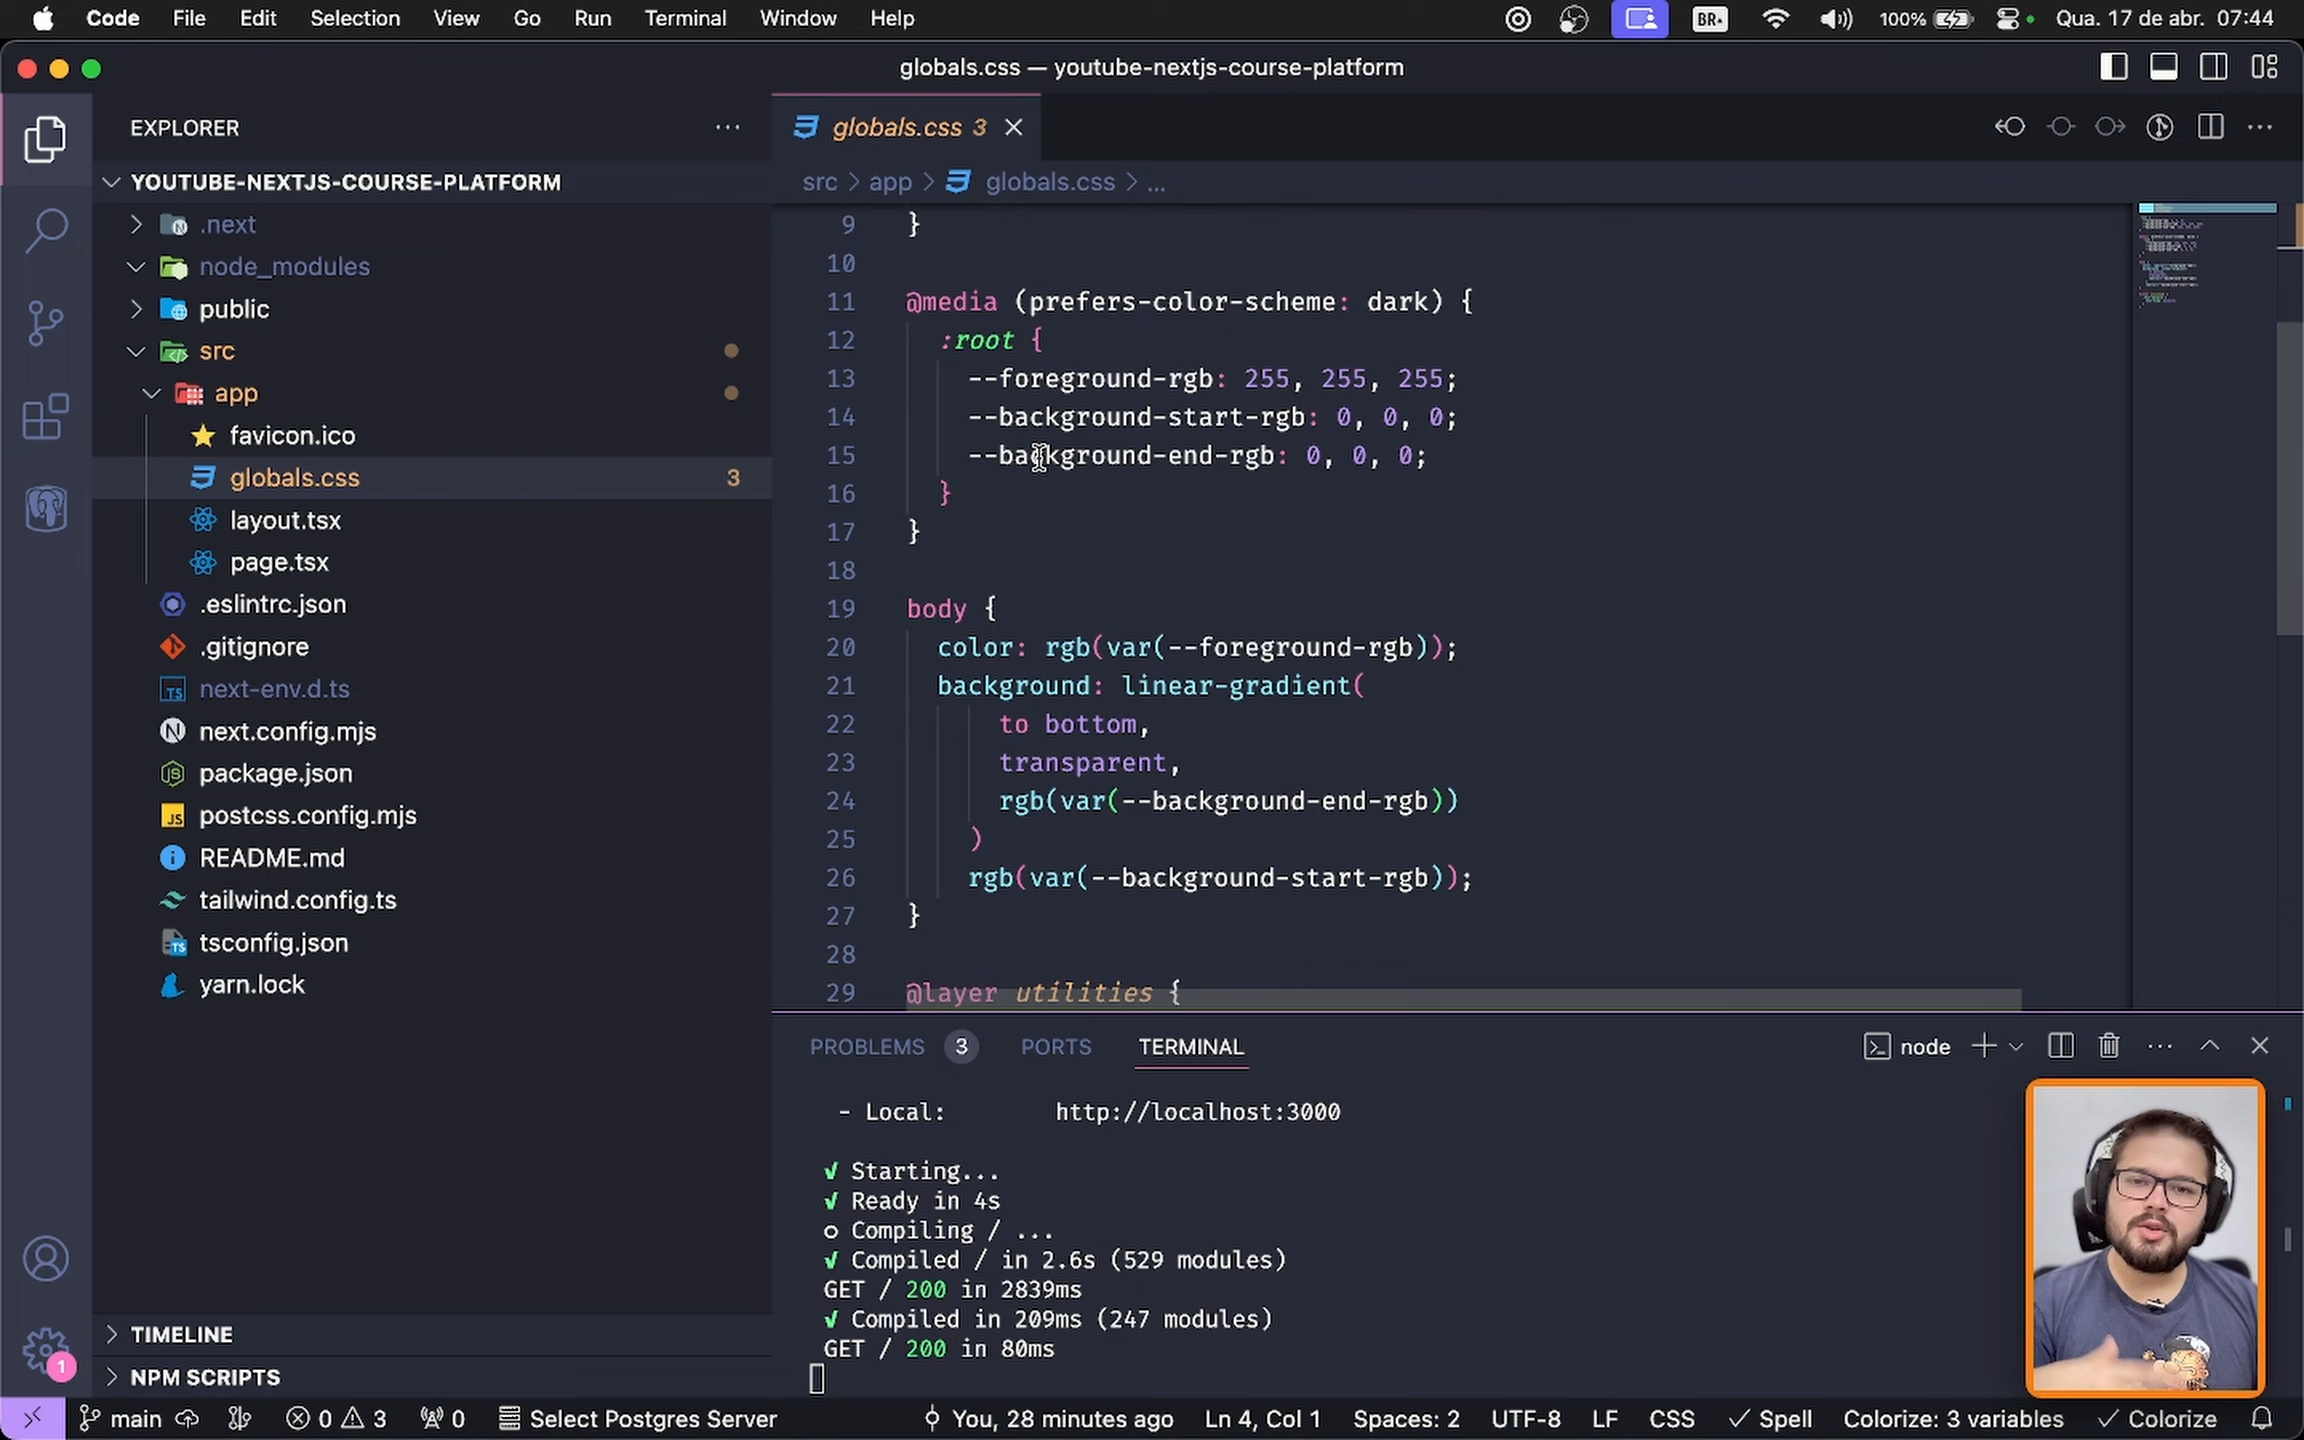 Code File Edit Selection View Go Run Terminal Window Help BR 100% Qua. 17 de abr. 07:44
globals.css — youtube-nextjs-course-platform
EXPLORER ...
YOUTUBE-NEXTJS-COURSE-PLATFORM
.next
node_modules
public
src
app
favicon.ico
globals.css 3
layout.tsx
page.tsx
.eslintrc.json
.gitignore
next-env.d.ts
next.config.mjs
package.json
postcss.config.mjs
README.md
tailwind.config.ts
tsconfig.json
yarn.lock
TIMELINE
NPM SCRIPTS
globals.css 3
src > app > globals.css > ...
9 }
10
11 @media (prefers-color-scheme: dark) {
12 :root {
13 --foreground-rgb: 255, 255, 255;
14 --background-start-rgb: 0, 0, 0;
15 --background-end-rgb: 0, 0, 0;
16 }
17 }
18
19 body {
20 color: rgb(var(--foreground-rgb));
21 background: linear-gradient(
22 to bottom,
23 transparent,
24 rgb(var(--background-end-rgb))
25 )
26 rgb(var(--background-start-rgb));
27 }
28
29 @layer utilities {
PROBLEMS 3 PORTS TERMINAL node
- Local: http://localhost:3000
√ Starting...
√ Ready in 4s
○ Compiling / ...
√ Compiled / in 2.6s (529 modules)
GET / 200 in 2839ms
√ Compiled in 209ms (247 modules)
GET / 200 in 80ms
1
main 0 3 0 Select Postgres Server You, 28 minutes ago Ln 4, Col 1 Spaces: 2 UTF-8 LF CSS ✓ Spell Colorize: 3 variables ✓ Colorize